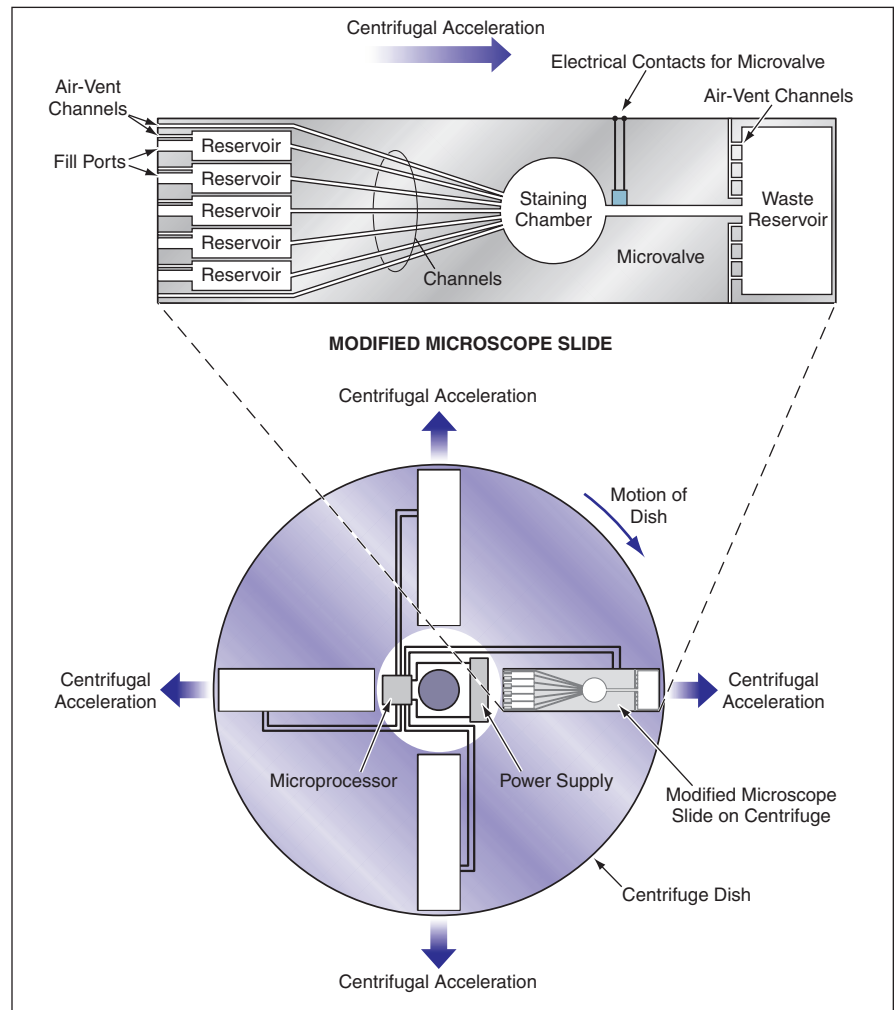 Centrifugal Acceleration
Electrical Contacts for Microvalve
Air-Vent
Channels
Air-Vent Channels
Fill Ports
Reservoir
Reservoir
Reservoir
Reservoir
Reservoir
Staining
Chamber
Waste
Reservoir
Channels
Microvalve
MODIFIED MICROSCOPE SLIDE
Centrifugal Acceleration
Motion of
Dish
Centrifugal
Acceleration
Centrifugal
Acceleration
Microprocessor
Power Supply
Modified Microscope
Slide on Centrifuge
Centrifuge Dish
Centrifugal Acceleration